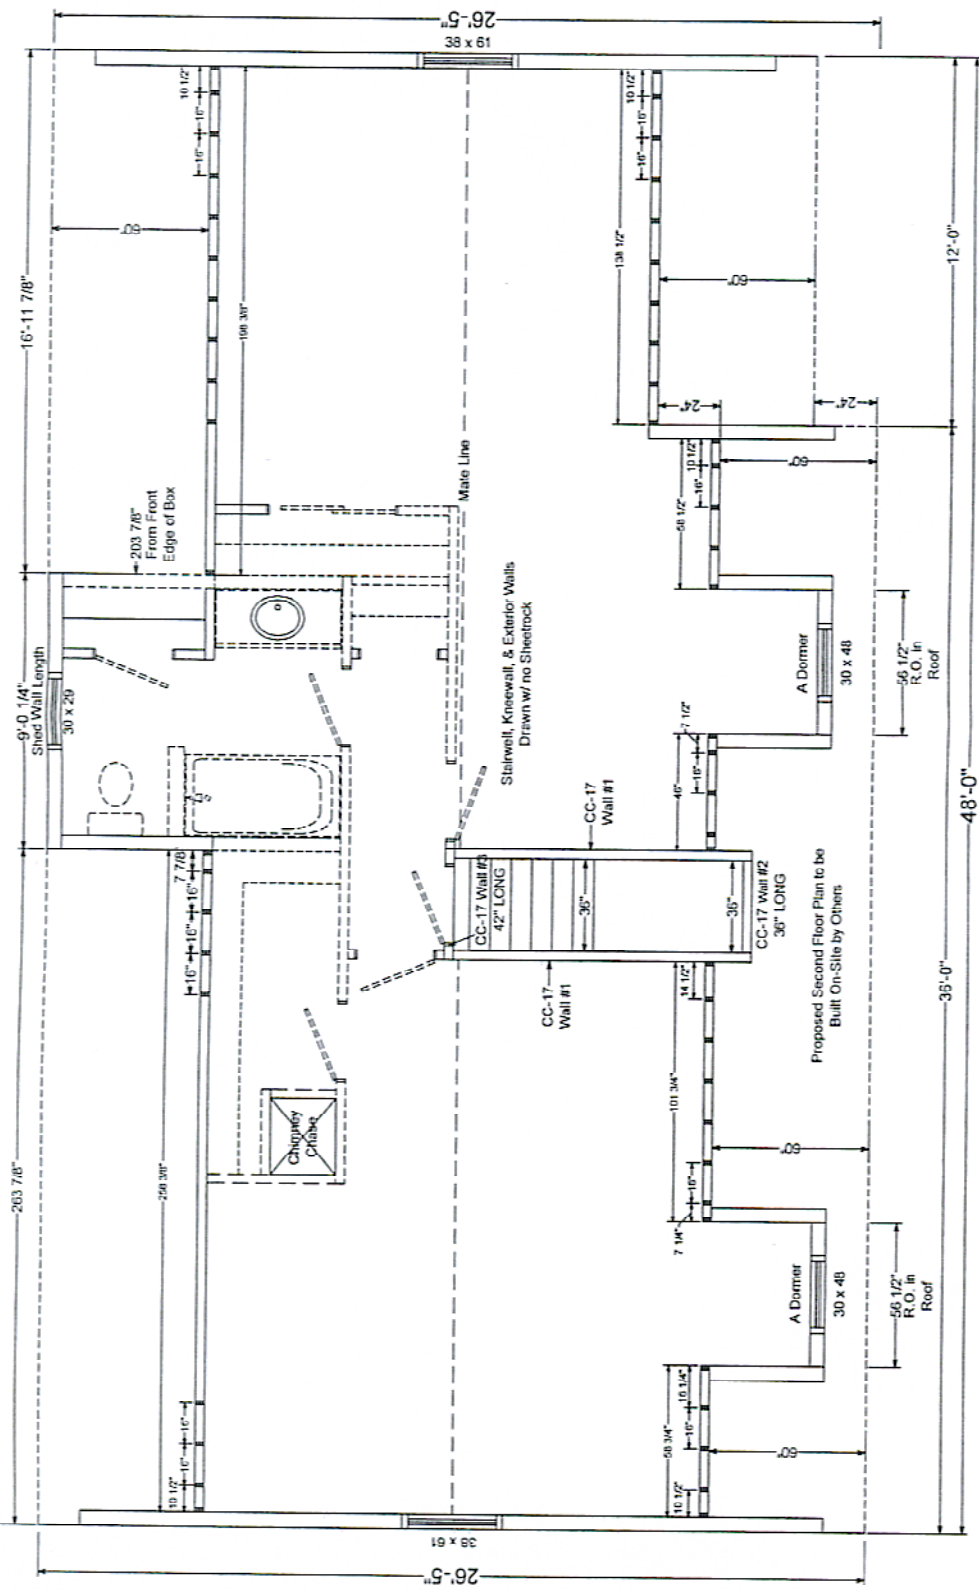 26'-5"
38 x 61
263 7/8"
9'-0 1/4"
Shed Wall Length
30 x 29
16'-11 7/8"
60"
10 1/2"
16"
16"
203 7/8"
From Front
Edge of Box
198 3/8"
258 3/8"
10 1/2"
16"
16"
16"
16"
16"
7 7/8"
Chimney
Chase
Mate Line
Stairwell, Kneewall, & Exterior Walls
Drawn w/ no Sheetrock
CC-17
Wall #1
CC-17 Wall #3
42" LONG
36"
36"
CC-17 Wall #2
36" LONG
CC-17
Wall #1
138 1/2"
10 1/2"
16"
16"
60"
24"
24"
58 1/2"
10 1/2"
16"
60"
46"
16"
7 1/2"
A Dormer
30 x 48
56 1/2"
R.O. in
Roof
14 1/2"
101 3/4"
16"
7 1/4"
60"
Proposed Second Floor Plan to be
Built On-Site by Others
A Dormer
30 x 48
56 1/2"
R.O. in
Roof
58 3/4"
10 1/2"
16"
16 1/4"
60"
36'-0"
12'-0"
48'-0"
38 x 61
26'-5"